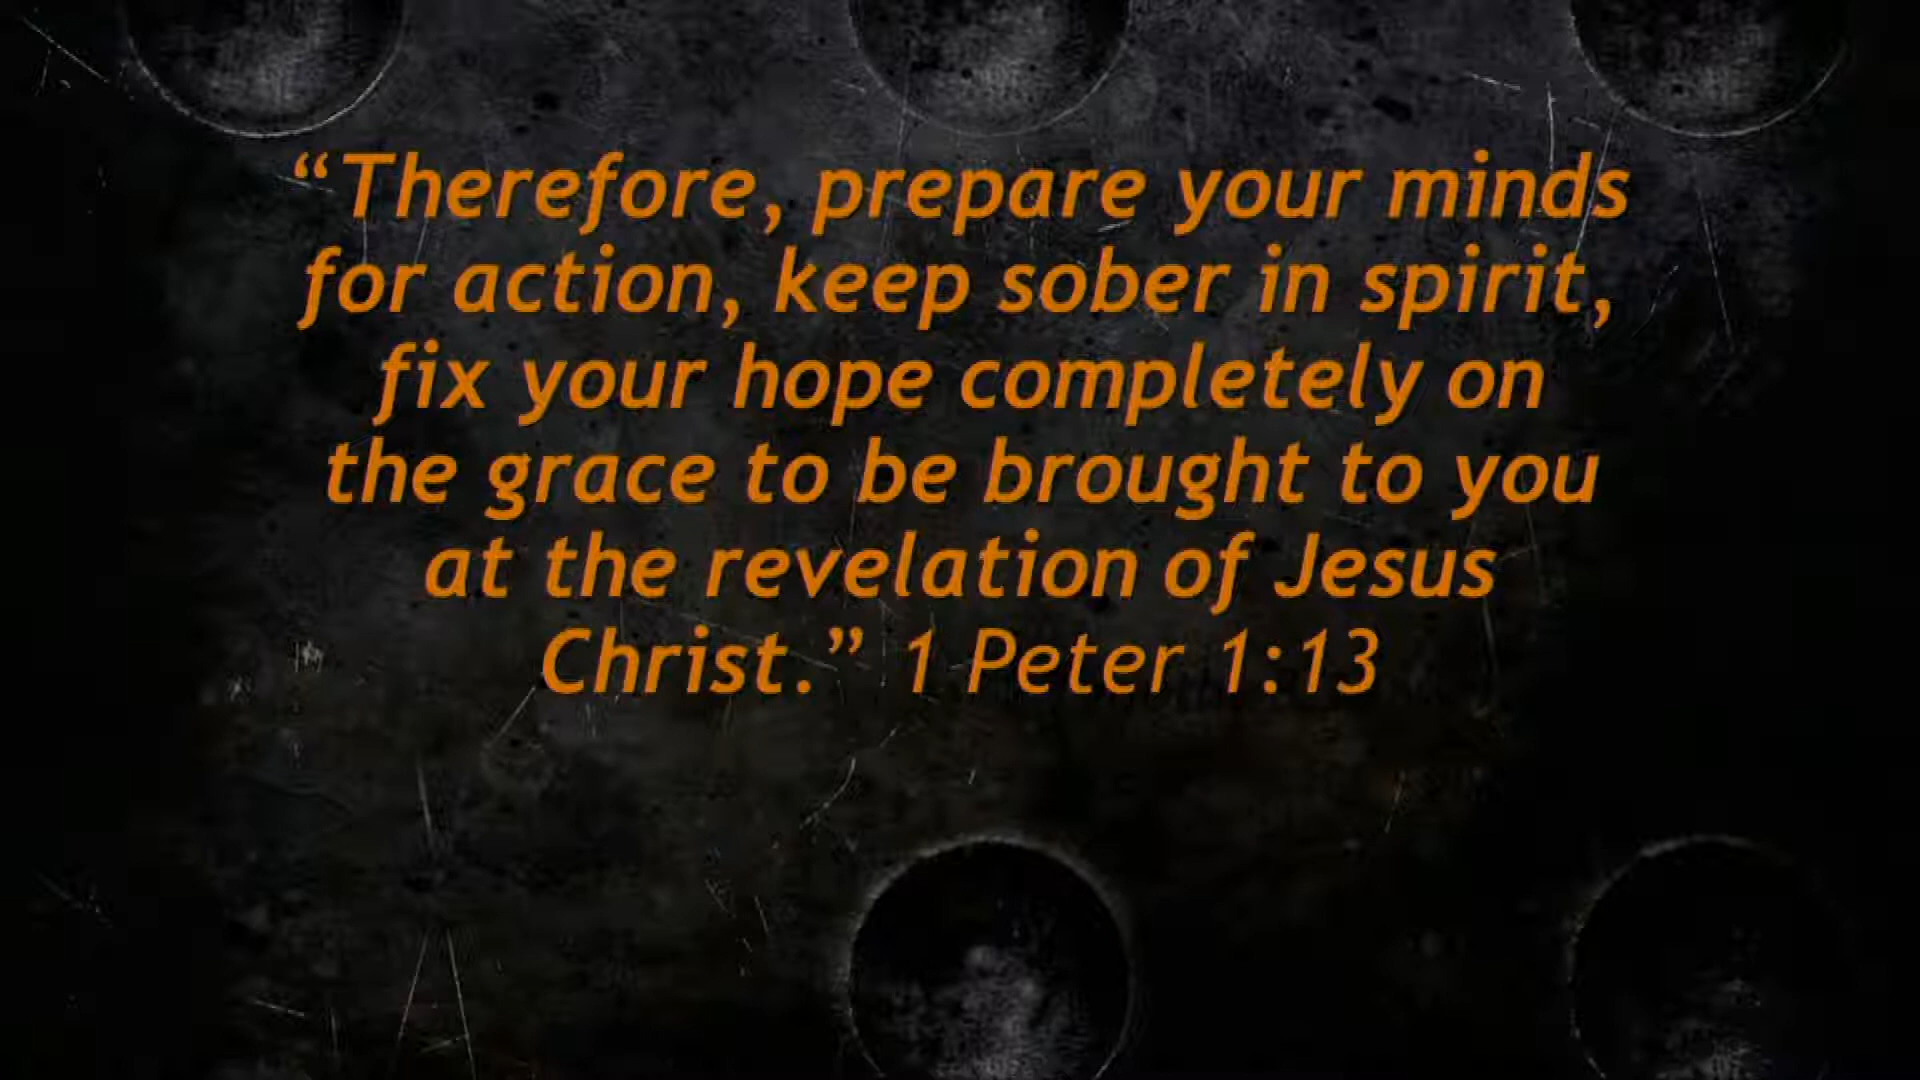 “Therefore, prepare your minds
for action, keep sober in spirit,
fix your hope completely on
the grace to be brought to you
at the revelation of Jesus
Christ.” 1 Peter 1:13